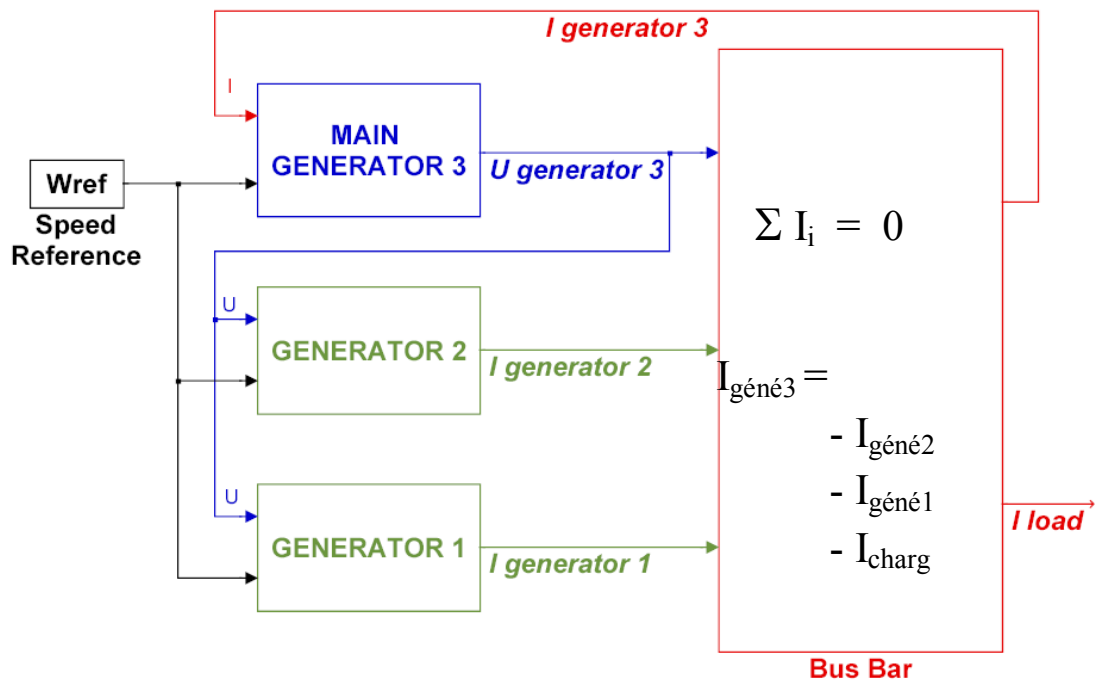 I generator 3
I
MAIN
GENERATOR 3
U generator 3
Wref
Speed
Reference
Σ Ii = 0
U
GENERATOR 2
I generator 2
Igéné3 =
- Igéné2
- Igéné1
- Icharg
U
GENERATOR 1
I generator 1
I load
Bus Bar